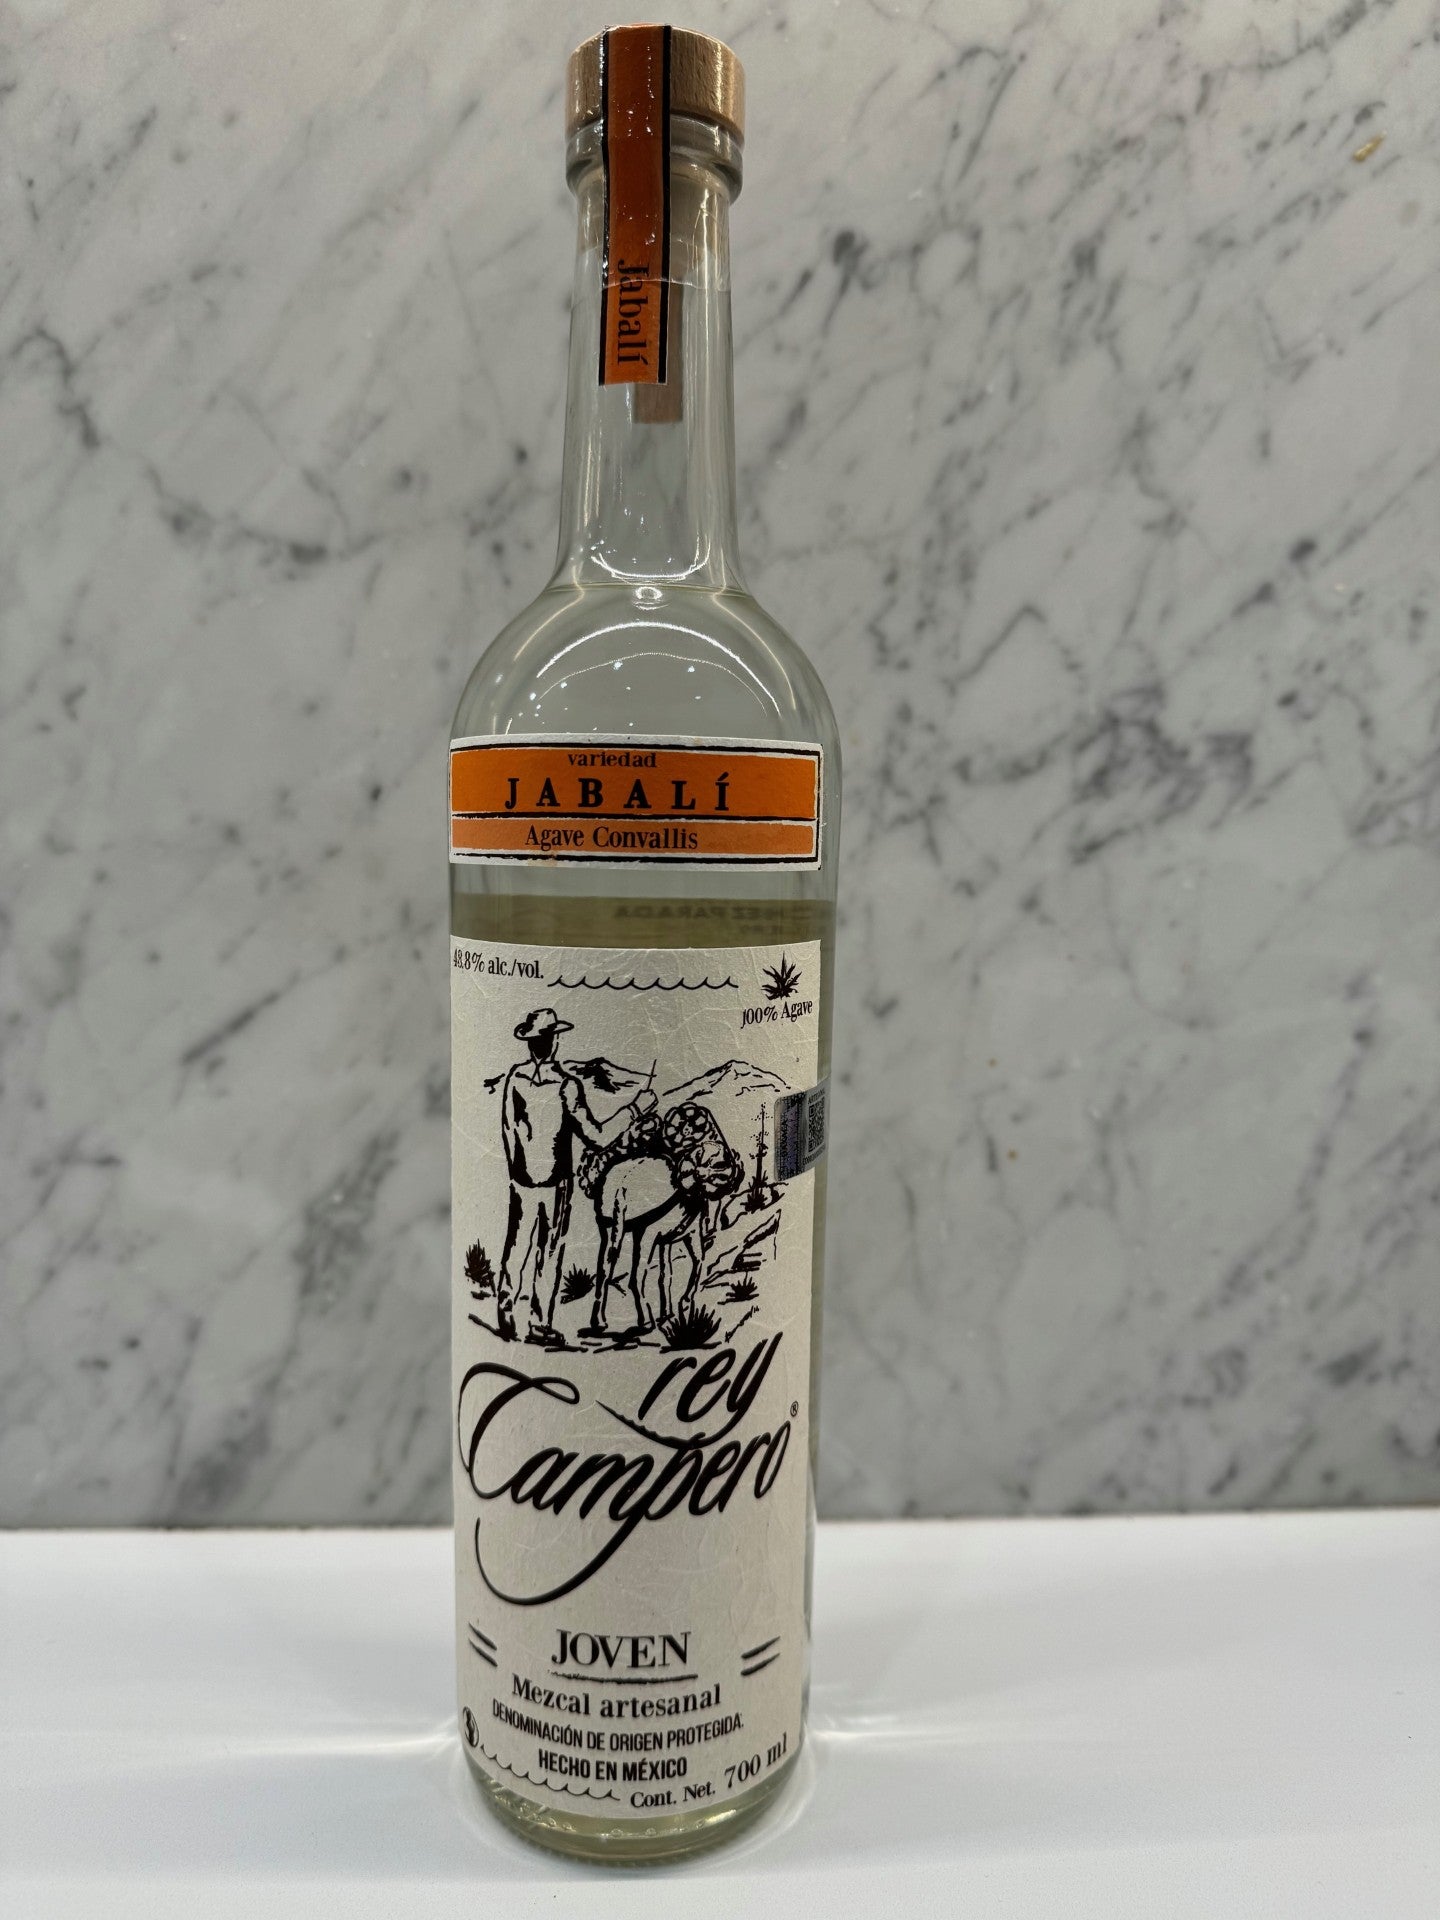 Jabalí
variedad
JABALÍ
Agave Convallis
48.8% alc./vol.
100% Agave
rey
Campero®
JOVEN
Mezcal artesanal
DENOMINACIÓN DE ORIGEN PROTEGIDA.
HECHO EN MÉXICO
Cont. Net. 700 ml